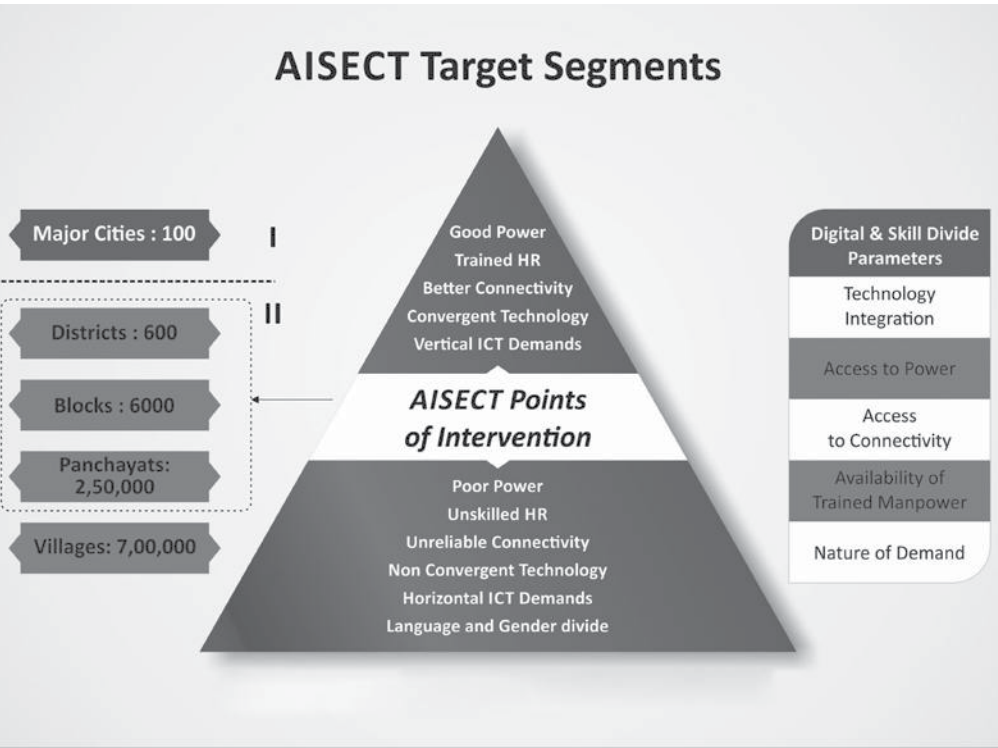 AISECT Target Segments
Major Cities : 100
I
II
Districts : 600
Blocks : 6000
Panchayats:
2,50,000
Villages: 7,00,000
Good Power
Trained HR
Better Connectivity
Convergent Technology
Vertical ICT Demands
AISECT Points
of Intervention
Poor Power
Unskilled HR
Unreliable Connectivity
Non Convergent Technology
Horizontal ICT Demands
Language and Gender divide
Digital & Skill Divide
Parameters
Technology
Integration
Access to Power
Access
to Connectivity
Availability of
Trained Manpower
Nature of Demand